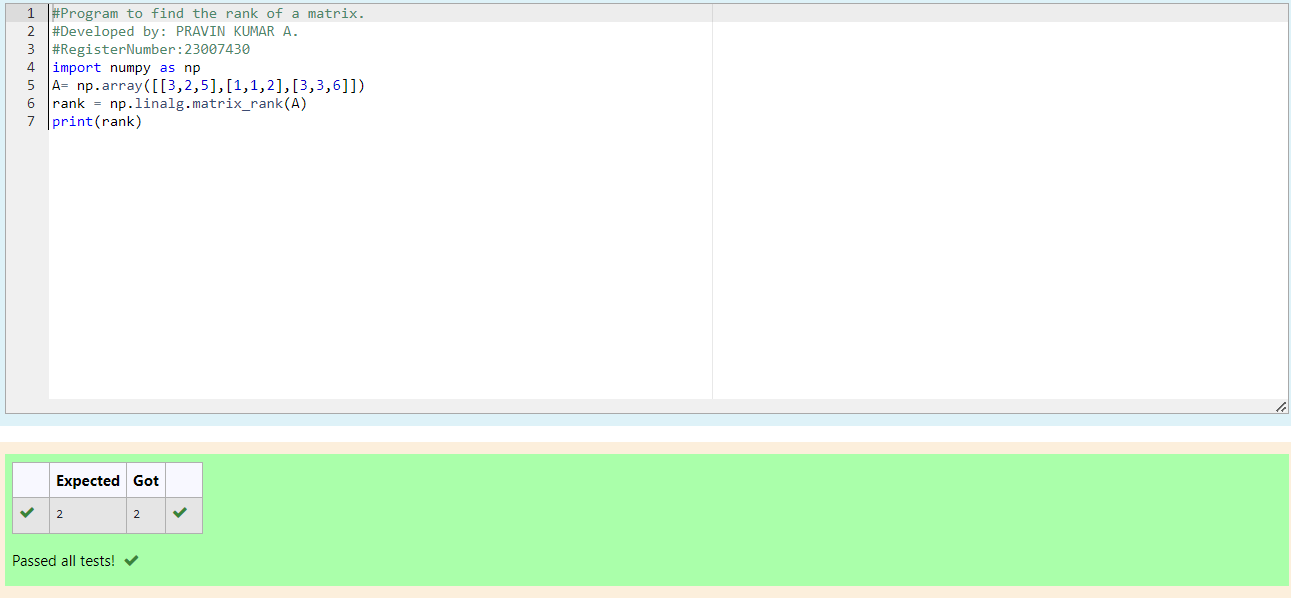 1 #Program to find the rank of a matrix.
2 #Developed by: PRAVIN KUMAR A.
3 #RegisterNumber:23007430
4 import numpy as np
5 A= np.array([[3,2,5],[1,1,2],[3,3,6]])
6 rank = np.linalg.matrix_rank(A)
7 print(rank)
Expected Got
2 2
Passed all tests!